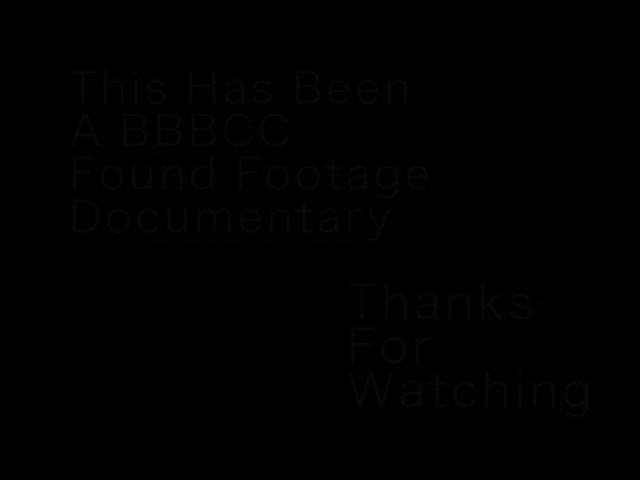 This Has Been
A BBBCC
Found Footage
Documentary
Thanks
For
Watching